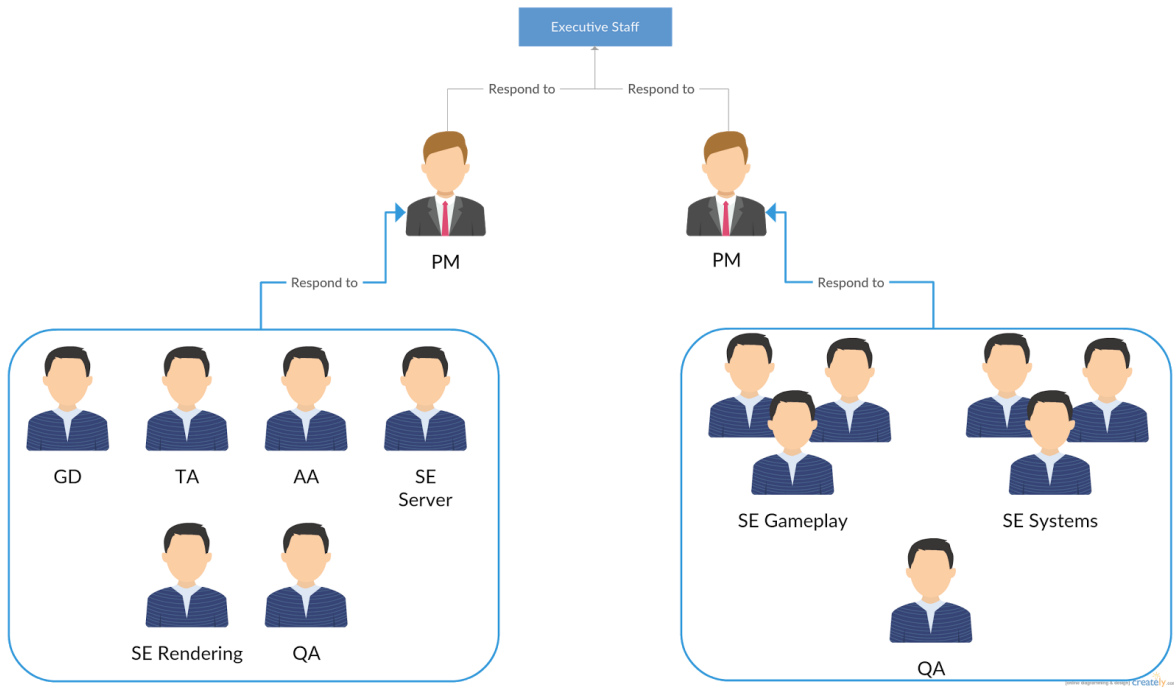 Executive Staff
Respond to
Respond to
PM
PM
Respond to
Respond to
GD
TA
AA
SE
Server
SE Gameplay
SE Systems
SE Rendering
QA
QA
creately